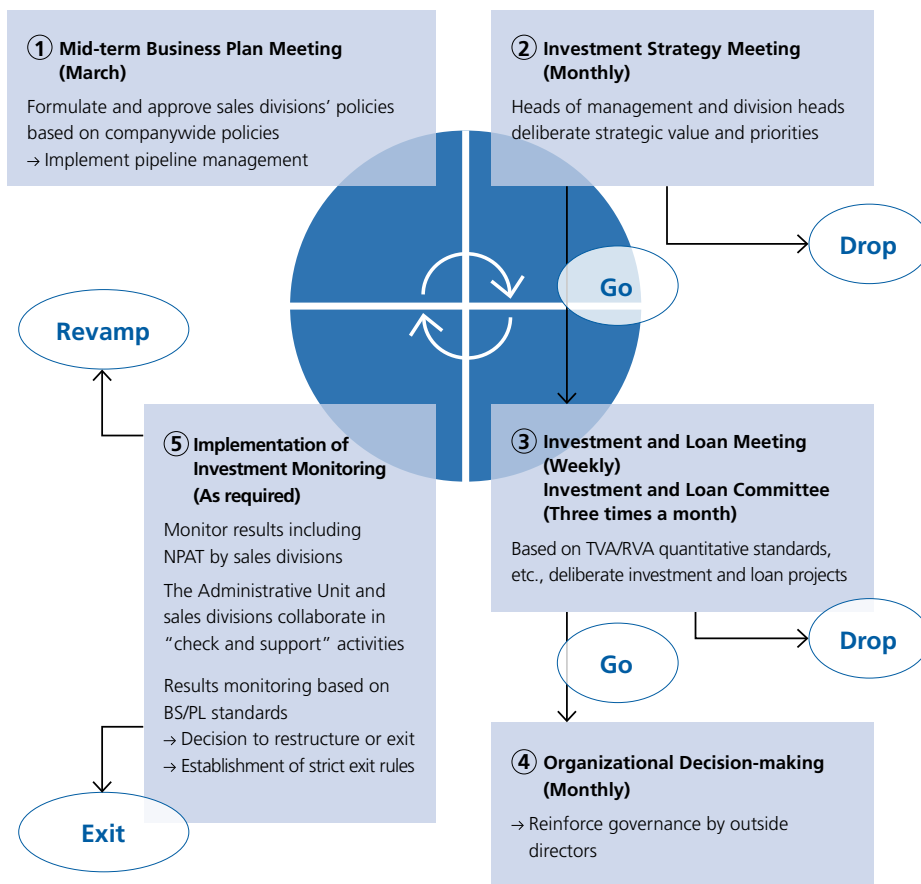 ① Mid-term Business Plan Meeting
(March)
Formulate and approve sales divisions’ policies
based on companywide policies
→ Implement pipeline management
② Investment Strategy Meeting
(Monthly)
Heads of management and division heads
deliberate strategic value and priorities
Drop
Go
Revamp
③ Investment and Loan Meeting
(Weekly)
Investment and Loan Committee
(Three times a month)
Based on TVA/RVA quantitative standards,
etc., deliberate investment and loan projects
Drop
Go
④ Organizational Decision-making
(Monthly)
→ Reinforce governance by outside
directors
⑤ Implementation of
Investment Monitoring
(As required)
Monitor results including
NPAT by sales divisions
The Administrative Unit and
sales divisions collaborate in
“check and support” activities
Results monitoring based on
BS/PL standards
→ Decision to restructure or exit
→ Establishment of strict exit rules
Exit